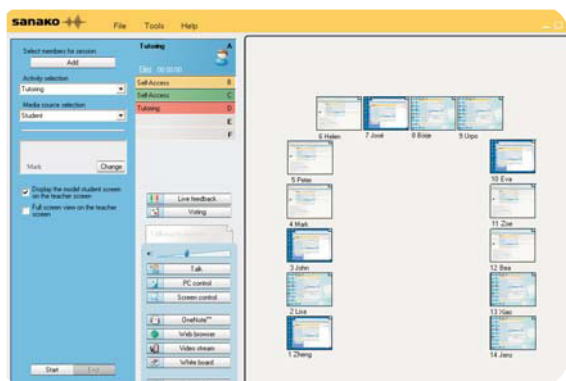 sanako
File Tools Help
Select members for session
Add
Activity selection
Tutoring
Media source selection
Student
Mark
Change
Display the model student screen
on the teacher screen
Full screen view on the teacher
screen
Start
End
Tutoring A
Self-Access B
Self-Access C
Tutoring D
E
F
Live feedback
Voting
Talk
PC control
Screen control
OneNote™
Web browser
Video stream
White board
6 Helen 7 José 8 Börje 9 Urpo
5 Peter 10 Eva
4 Mark 11 Zoe
3 John 12 Bea
2 Lisa 13 Xiao
1 Zheng 14 Jens